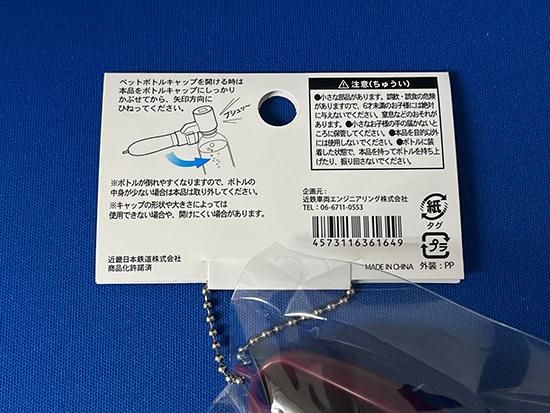 ペットボトルキャップを開ける時は
本品をボトルキャップにしっかり
かぶせてから、矢印方向に
ひねってください。
プシュッ～
※ボトルが倒れやすくなりますので、ボトルの
中身が少ない場合は本品は取り外してください。
※キャップの形状や大きさによっては
使用できない場合や、開けにくい場合があります。
近畿日本鉄道株式会社
商品化許諾済
注意(ちゅうい)
●小さな部品があります。誤飲・誤食の危険
がありますので、6才未満のお子様には絶対
に与えないでください。窒息などのおそれが
あります。●小さなお子様の手の届かないと
ころに保管してください。●本品を目的以外
には使用しないでください。●ボトルに装
着した状態で、本品を持ってボトルを持ち上
げたり、振り回さないでください。
企画元：
近鉄車両エンジニアリング株式会社
TEL：06-6711-0553
4573116361649
MADE IN CHINA
紙
タグ
プラ
外装：PP